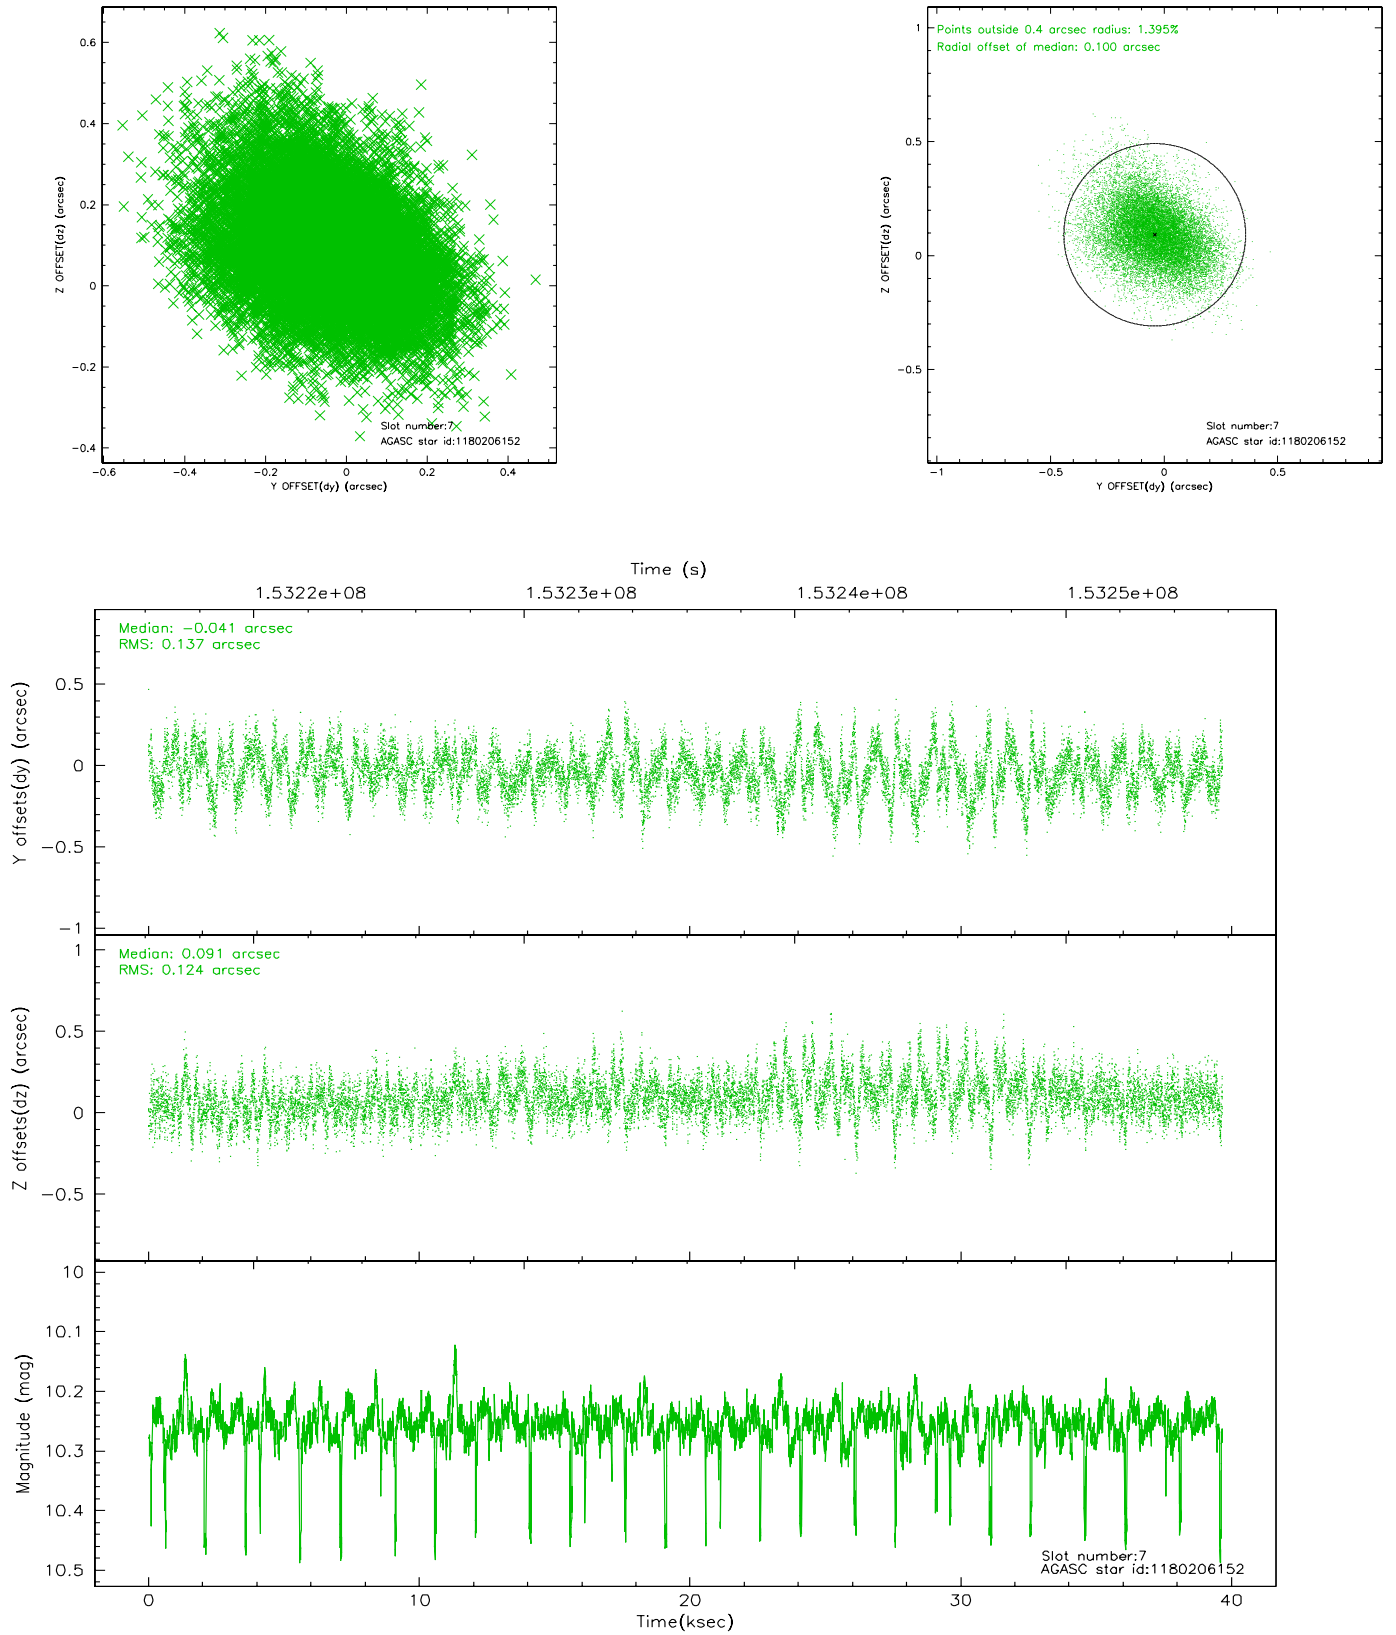 0.6
0.4
0.2
0
−0.2
−0.4
−0.6
−0.4
−0.2
0
0.2
0.4
Z OFFSET(dz) (arcsec)
Y OFFSET(dy) (arcsec)
Slot number:7
AGASC star id:1180206152
Points outside 0.4 arcsec radius: 1.395%
Radial offset of median: 0.100 arcsec
1
0.5
0
−0.5
−1
−0.5
0
0.5
Z OFFSET(dz) (arcsec)
Y OFFSET(dy) (arcsec)
Slot number:7
AGASC star id:1180206152
Time (s)
1.5322e+08
1.5323e+08
1.5324e+08
1.5325e+08
Median: −0.041 arcsec
RMS: 0.137 arcsec
0.5
0
−0.5
−1
Y offsets(dy) (arcsec)
Median: 0.091 arcsec
RMS: 0.124 arcsec
1
0.5
0
−0.5
Z offsets(dz) (arcsec)
10
10.1
10.2
10.3
10.4
10.5
Magnitude (mag)
Slot number:7
AGASC star id:1180206152
0
10
20
30
40
Time(ksec)